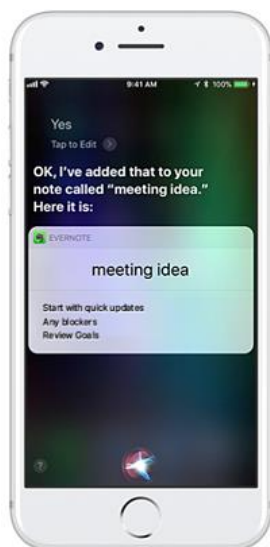 9:41 AM 100%
Yes
Tap to Edit
OK, I've added that to your
note called “meeting idea.”
Here it is:
EVERNOTE
meeting idea
Start with quick updates
Any blockers
Review Goals
?